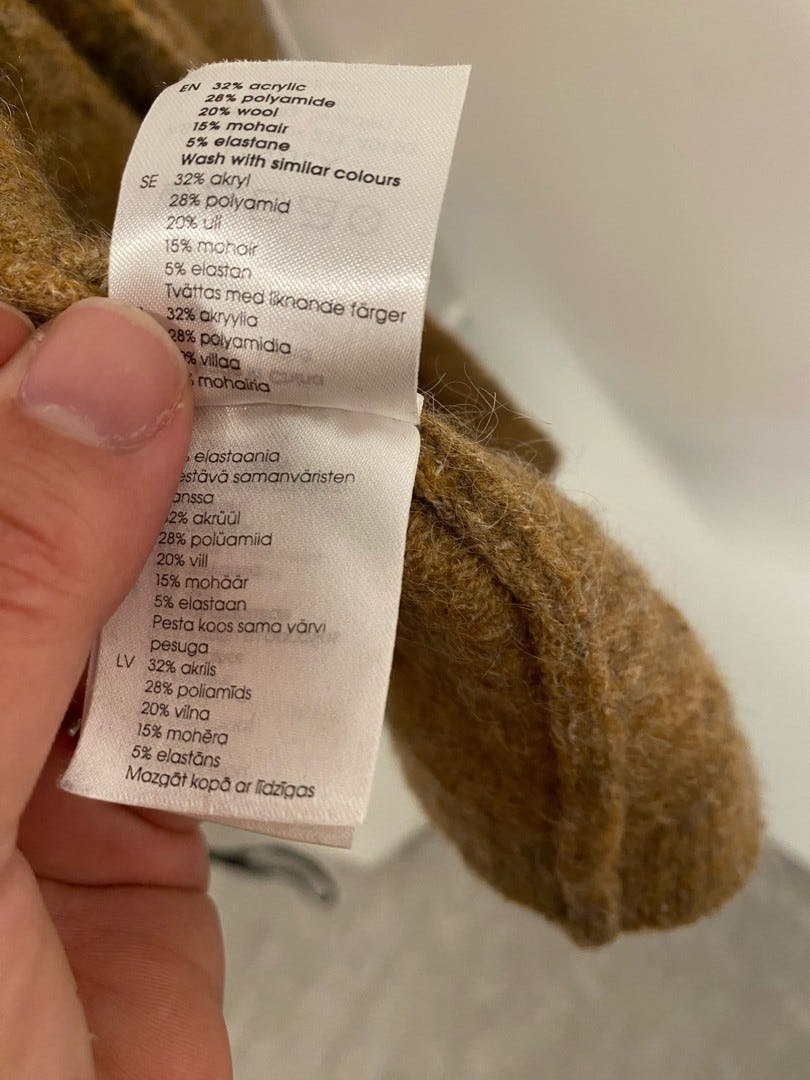 EN 32% acrylic
28% polyamide
20% wool
15% mohair
5% elastane
Wash with similar colours
SE 32% akryl
28% polyamid
20% ull
15% mohair
5% elastan
Tvättas med liknande färger
32% akryylia
28% polyamidia
% villaa
% mohairia
% elastaania
estävä samanväristen
anssa
32% akrüül
28% polüamiid
20% vill
15% mohäär
5% elastaan
Pesta koos sama värvi
pesuga
LV 32% akrils
28% poliamīds
20% vilna
15% mohēra
5% elastāns
Mazgāt kopā ar līdzīgas